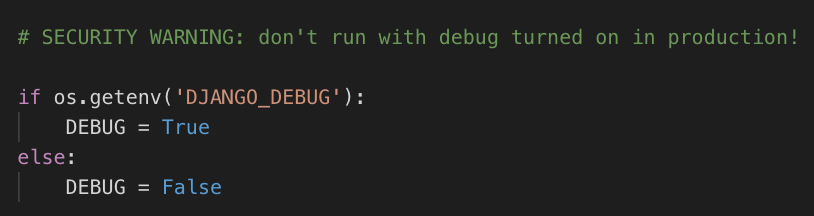 # SECURITY WARNING: don't run with debug turned on in production!
if os.getenv('DJANGO_DEBUG'):
    DEBUG = True
else:
    DEBUG = False